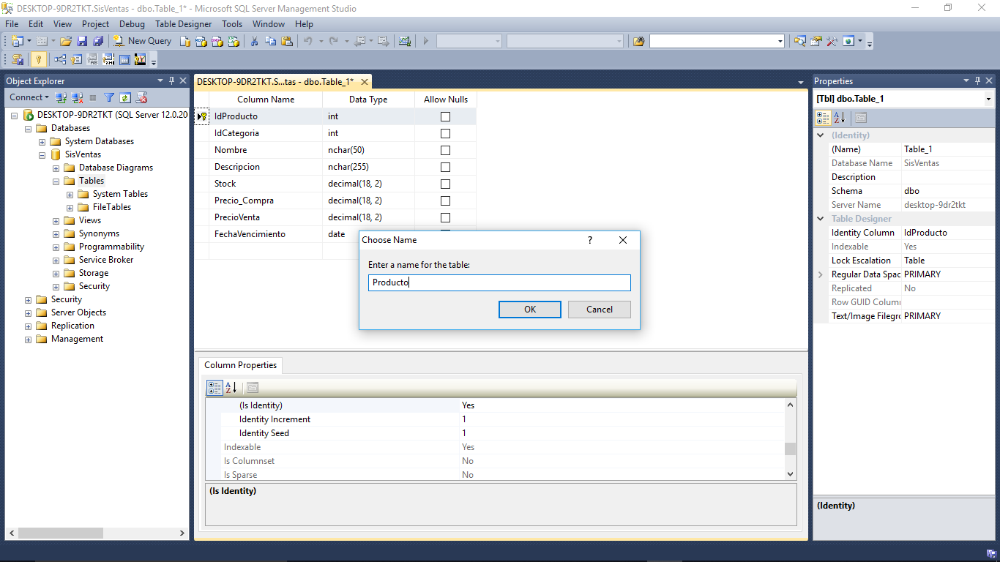 DESKTOP-9DR2TKT.SisVentas - dbo.Table_1* - Microsoft SQL Server Management Studio
File Edit View Project Debug Table Designer Tools Window Help
New Query
Object Explorer
Connect
DESKTOP-9DR2TKT (SQL Server 12.0.20
Databases
System Databases
SisVentas
Database Diagrams
Tables
System Tables
FileTables
Views
Synonyms
Programmability
Service Broker
Storage
Security
Security
Server Objects
Replication
Management
DESKTOP-9DR2TKT.S...tas - dbo.Table_1*
Column Name Data Type Allow Nulls
IdProducto int
IdCategoria int
Nombre nchar(50)
Descripcion nchar(255)
Stock decimal(18, 2)
Precio_Compra decimal(18, 2)
PrecioVenta decimal(18, 2)
FechaVencimiento date
Choose Name ?
Enter a name for the table:
Producto
OK Cancel
Column Properties
(Is Identity) Yes
Identity Increment 1
Identity Seed 1
Indexable Yes
Is Columnset No
Is Sparse No
(Is Identity)
Properties
[Tbl] dbo.Table_1
(Identity)
(Name) Table_1
Database Name SisVentas
Description
Schema dbo
Server Name desktop-9dr2tkt
Table Designer
Identity Column IdProducto
Indexable Yes
Lock Escalation Table
Regular Data Spac PRIMARY
Replicated No
Row GUID Colum
Text/Image Filegro PRIMARY
(Identity)